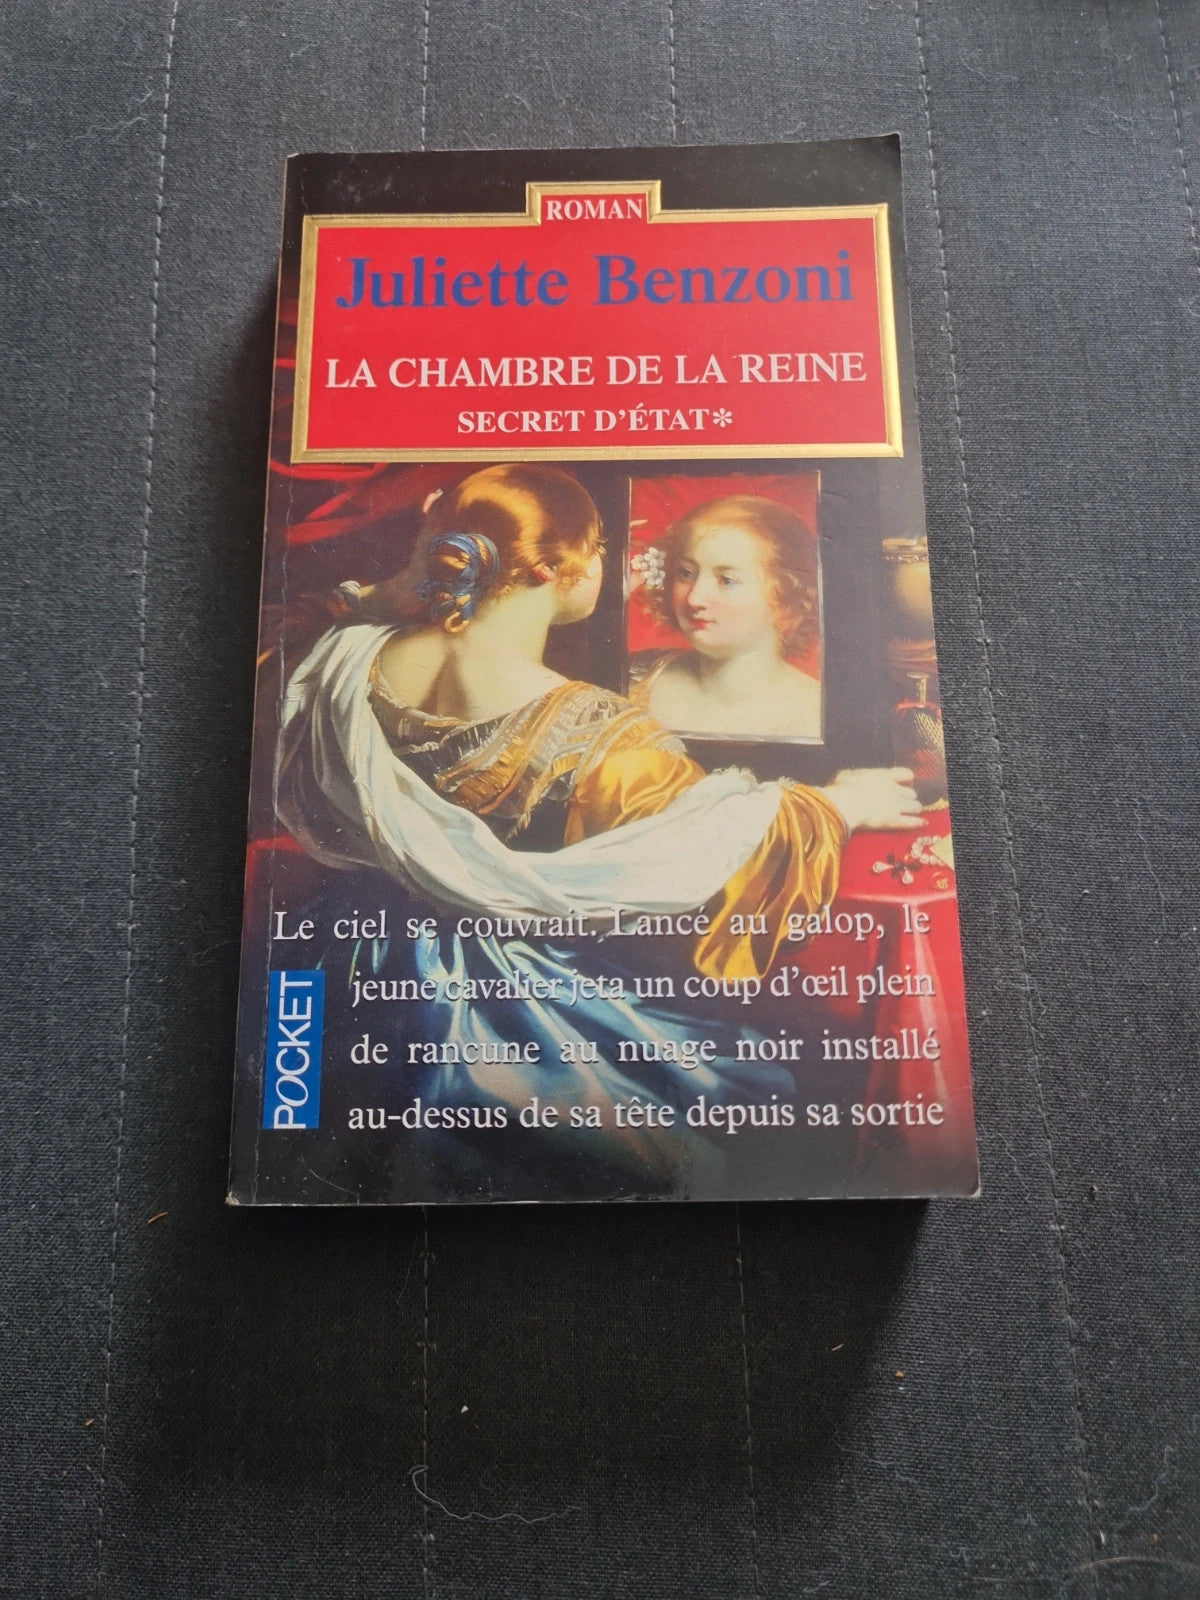 ROMAN
Juliette Benzoni
LA CHAMBRE DE LA REINE
SECRET D'ÉTAT*
Le ciel se couvrait. Lancé au galop, le
jeune cavalier jeta un coup d'œil plein
de rancune au nuage noir installé
au-dessus de sa tête depuis sa sortie
POCKET